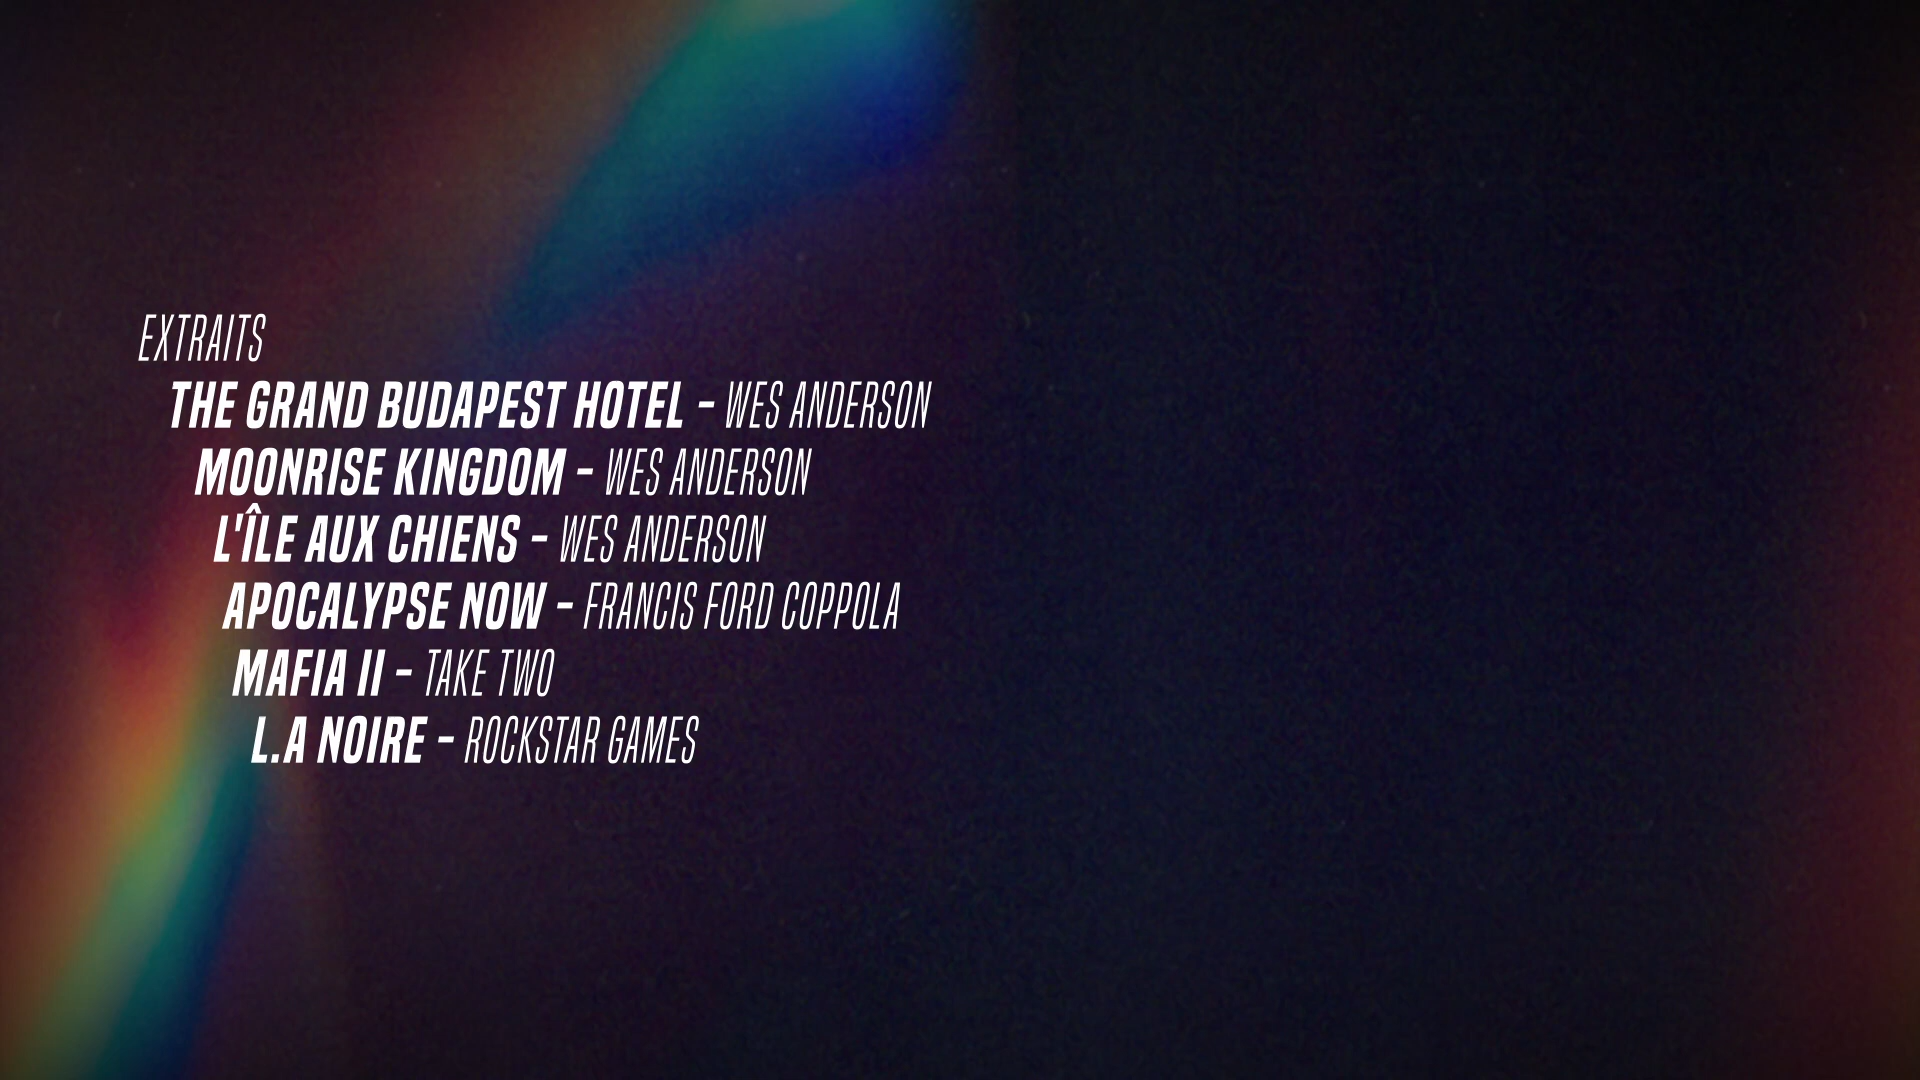 EXTRAITS
THE GRAND BUDAPEST HOTEL - WES ANDERSON
MOONRISE KINGDOM - WES ANDERSON
L'ÎLE AUX CHIENS - WES ANDERSON
APOCALYPSE NOW - FRANCIS FORD COPPOLA
MAFIA II - TAKE TWO
L.A NOIRE - ROCKSTAR GAMES